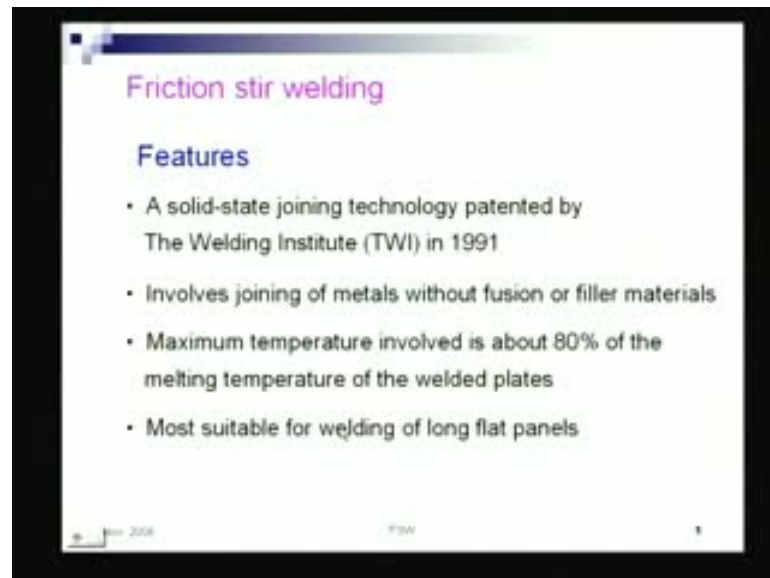 Friction stir welding
Features
• A solid-state joining technology patented by
The Welding Institute (TWI) in 1991
• Involves joining of metals without fusion or filler materials
• Maximum temperature involved is about 80% of the
melting temperature of the welded plates
• Most suitable for welding of long flat panels
FSW